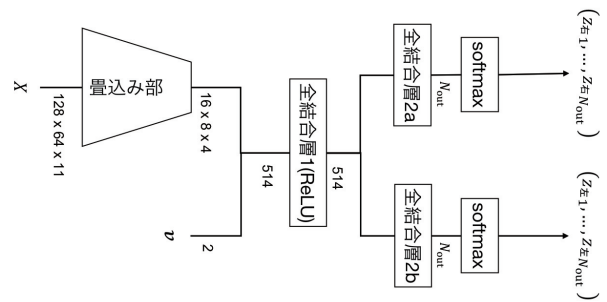 X
128 x 64 x 11
畳込み部
16 x 8 x 4
a
2
514
全結合層1(ReLU)
514
全結合層2a
N_out
softmax
(z_右1, ..., z_右N_out)
全結合層2b
N_out
softmax
(z_左1, ..., z_左N_out)